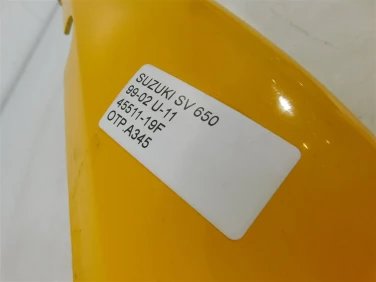 SUZUKI SV 650
99-02 U-11
45511-19F
OTP.A345